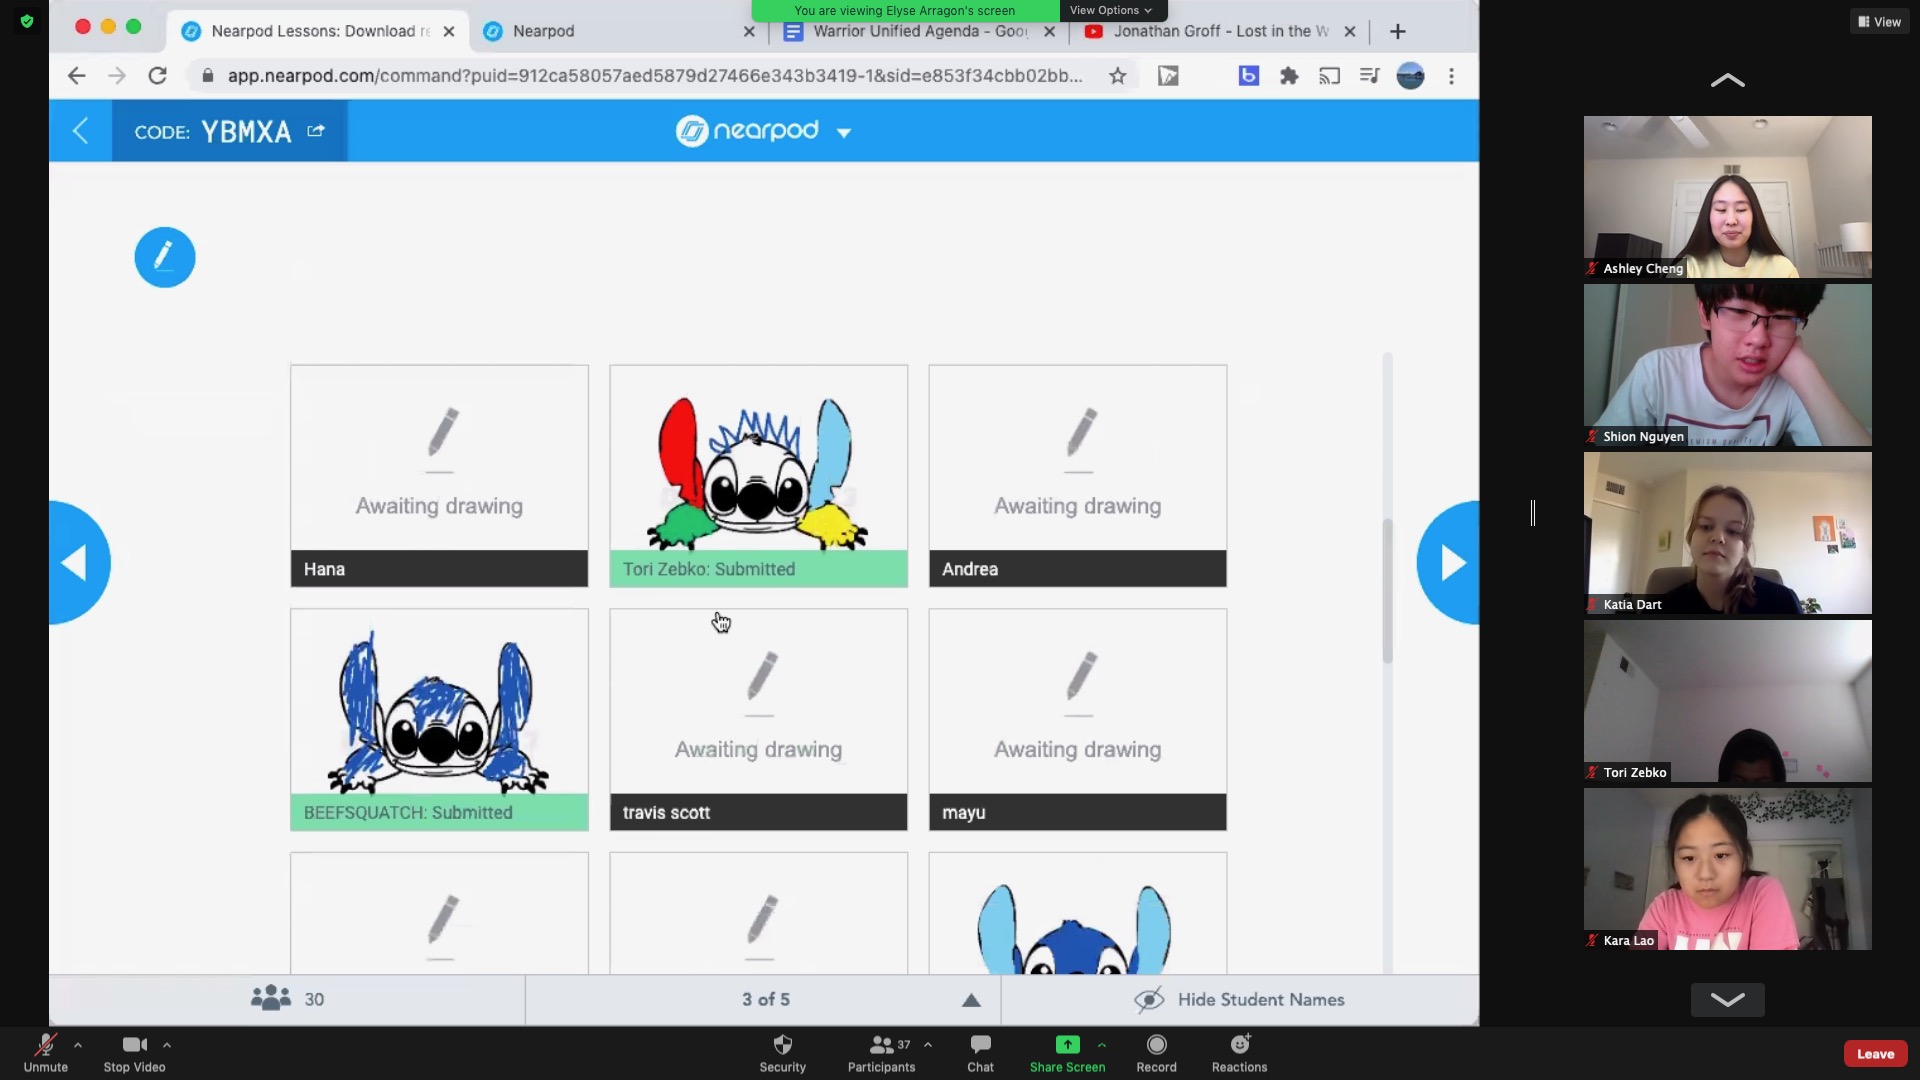 You are viewing Elyse Arragon's screen
View Options
View
Nearpod Lessons: Download re
Nearpod
Warrior Unified Agenda - Goo
Jonathan Groff - Lost in the W
app.nearpod.com/command?puid=912ca58057aed5879d27466e343b3419-1&sid=e853f34cbb02bb...
CODE: YBMXA
nearpod
Awaiting drawing
Hana
Tori Zebko: Submitted
Awaiting drawing
Andrea
BEEFSQUATCH: Submitted
Awaiting drawing
travis scott
Awaiting drawing
mayu
30
3 of 5
Hide Student Names
Ashley Cheng
Shion Nguyen
Katia Dart
Tori Zebko
Kara Lao
Unmute
Stop Video
Security
37
Participants
Chat
Share Screen
Record
Reactions
Leave